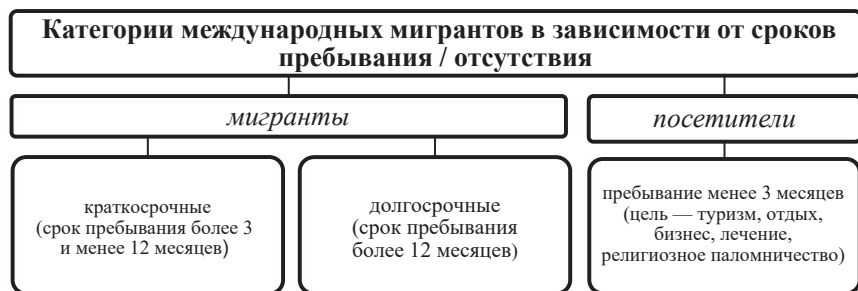 Категории международных мигрантов в зависимости от сроков
пребывания / отсутствия
мигранты
посетители
краткосрочные
(срок пребывания более 3
и менее 12 месяцев)
долгосрочные
(срок пребывания
более 12 месяцев)
пребывание менее 3 месяцев
(цель — туризм, отдых,
бизнес, лечение,
религиозное паломничество)